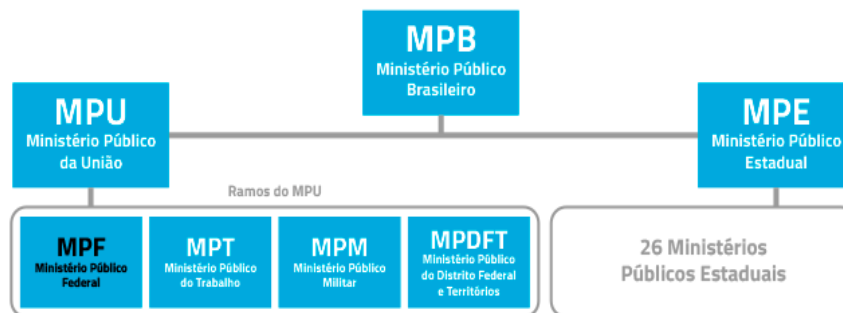 MPB
Ministério Público
Brasileiro
MPU
Ministério Público
da União
MPE
Ministério Público
Estadual
Ramos do MPU
MPF
Ministério Público
Federal
MPT
Ministério Público
do Trabalho
MPM
Ministério Público
Militar
MPDFT
Ministério Público
do Distrito Federal
e Territórios
26 Ministérios
Públicos Estaduais